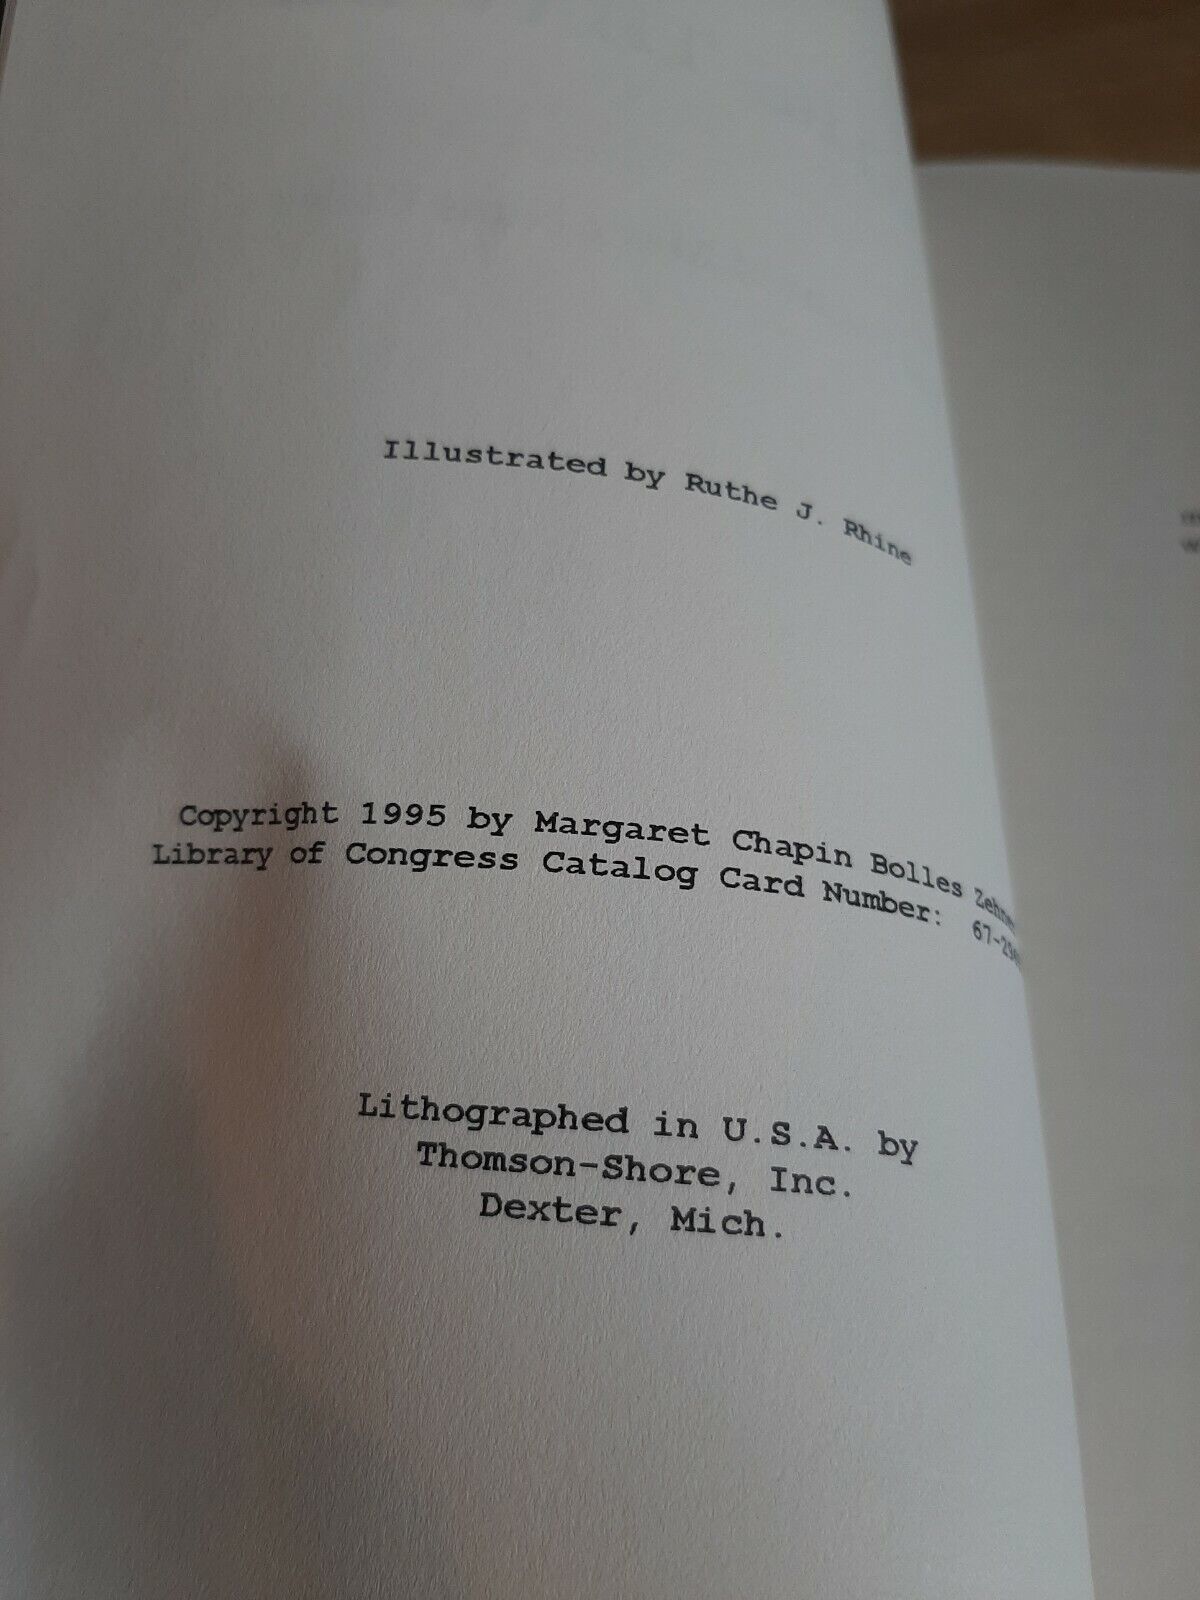 Illustrated by Ruthe J. Rhine
Copyright 1995 by Margaret Chapin Bolles
Library of Congress Catalog Card Number:
Lithographed in U.S.A. by
Thomson-Shore, Inc.
Dexter, Mich.